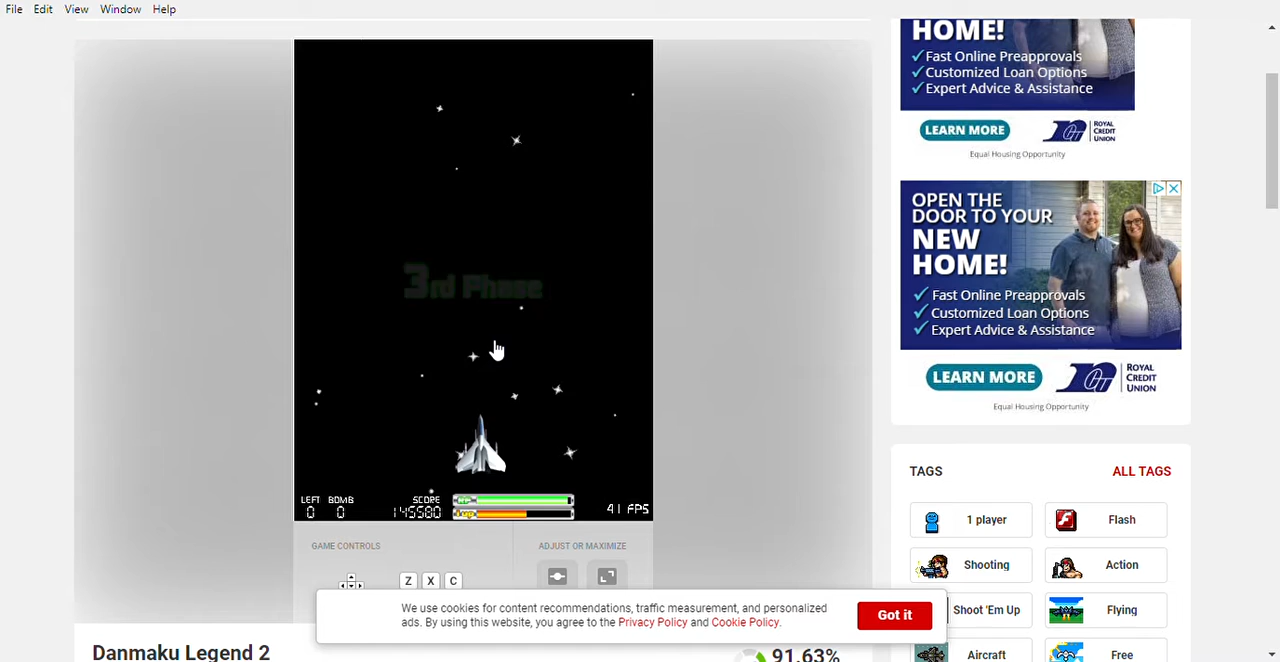 File Edit View Window Help
3rd Phase
LEFT BOMB SCORE
0 0 145580
HP
41 FPS
GAME CONTROLS
ADJUST OR MAXIMIZE
Z X C
HOME!
✓Fast Online Preapprovals
✓Customized Loan Options
✓Expert Advice & Assistance
LEARN MORE
ROYAL
CREDIT
UNION
Equal Housing Opportunity
OPEN THE
DOOR TO YOUR
NEW
HOME!
✓ Fast Online Preapprovals
✓ Customized Loan Options
✓ Expert Advice & Assistance
LEARN MORE
ROYAL
CREDIT
UNION
Equal Housing Opportunity
TAGS ALL TAGS
1 player Flash
Shooting Action
Shoot 'Em Up Flying
Aircraft Free
We use cookies for content recommendations, traffic measurement, and personalized
ads. By using this website, you agree to the Privacy Policy and Cookie Policy.
Got it
Danmaku Legend 2
91.63%